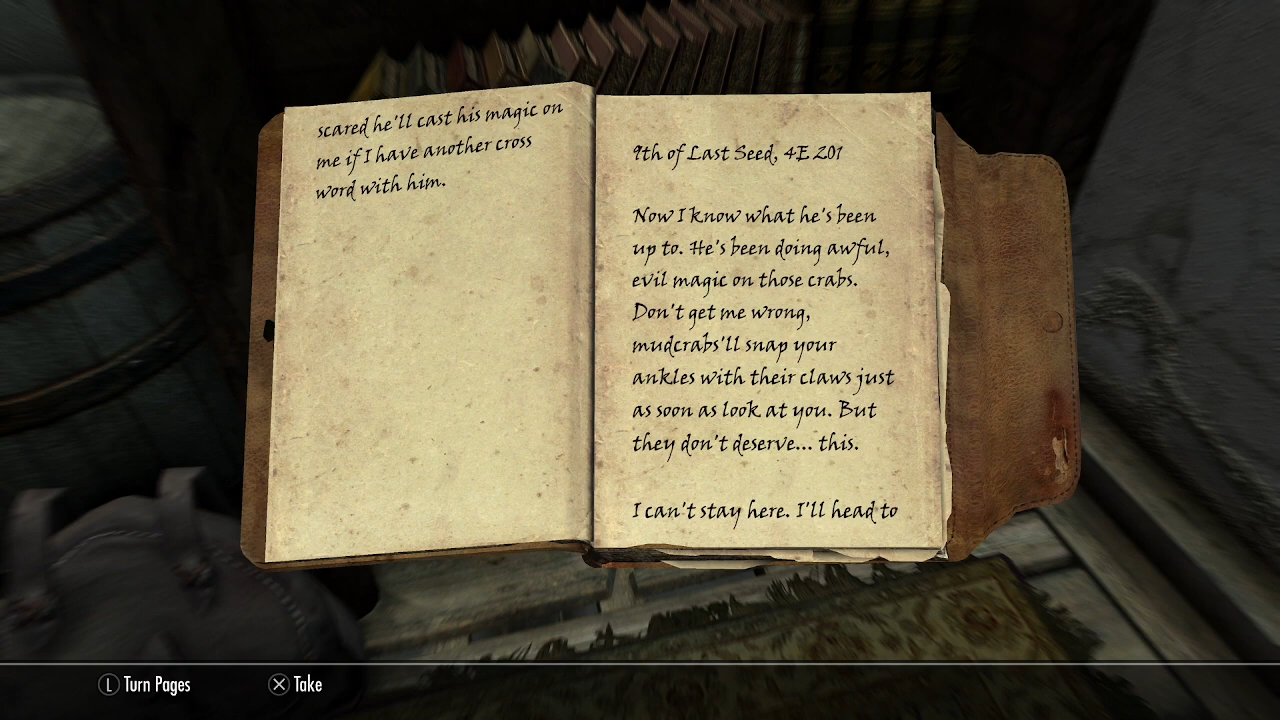 scared he'll cast his magic on
me if I have another cross
word with him.
9th of Last Seed, 4E 201
Now I know what he's been
up to. He's been doing awful,
evil magic on those crabs.
Don't get me wrong,
mudcrabs'll snap your
ankles with their claws just
as soon as look at you. But
they don't deserve... this.
I can't stay here. I'll head to
L Turn Pages
X Take